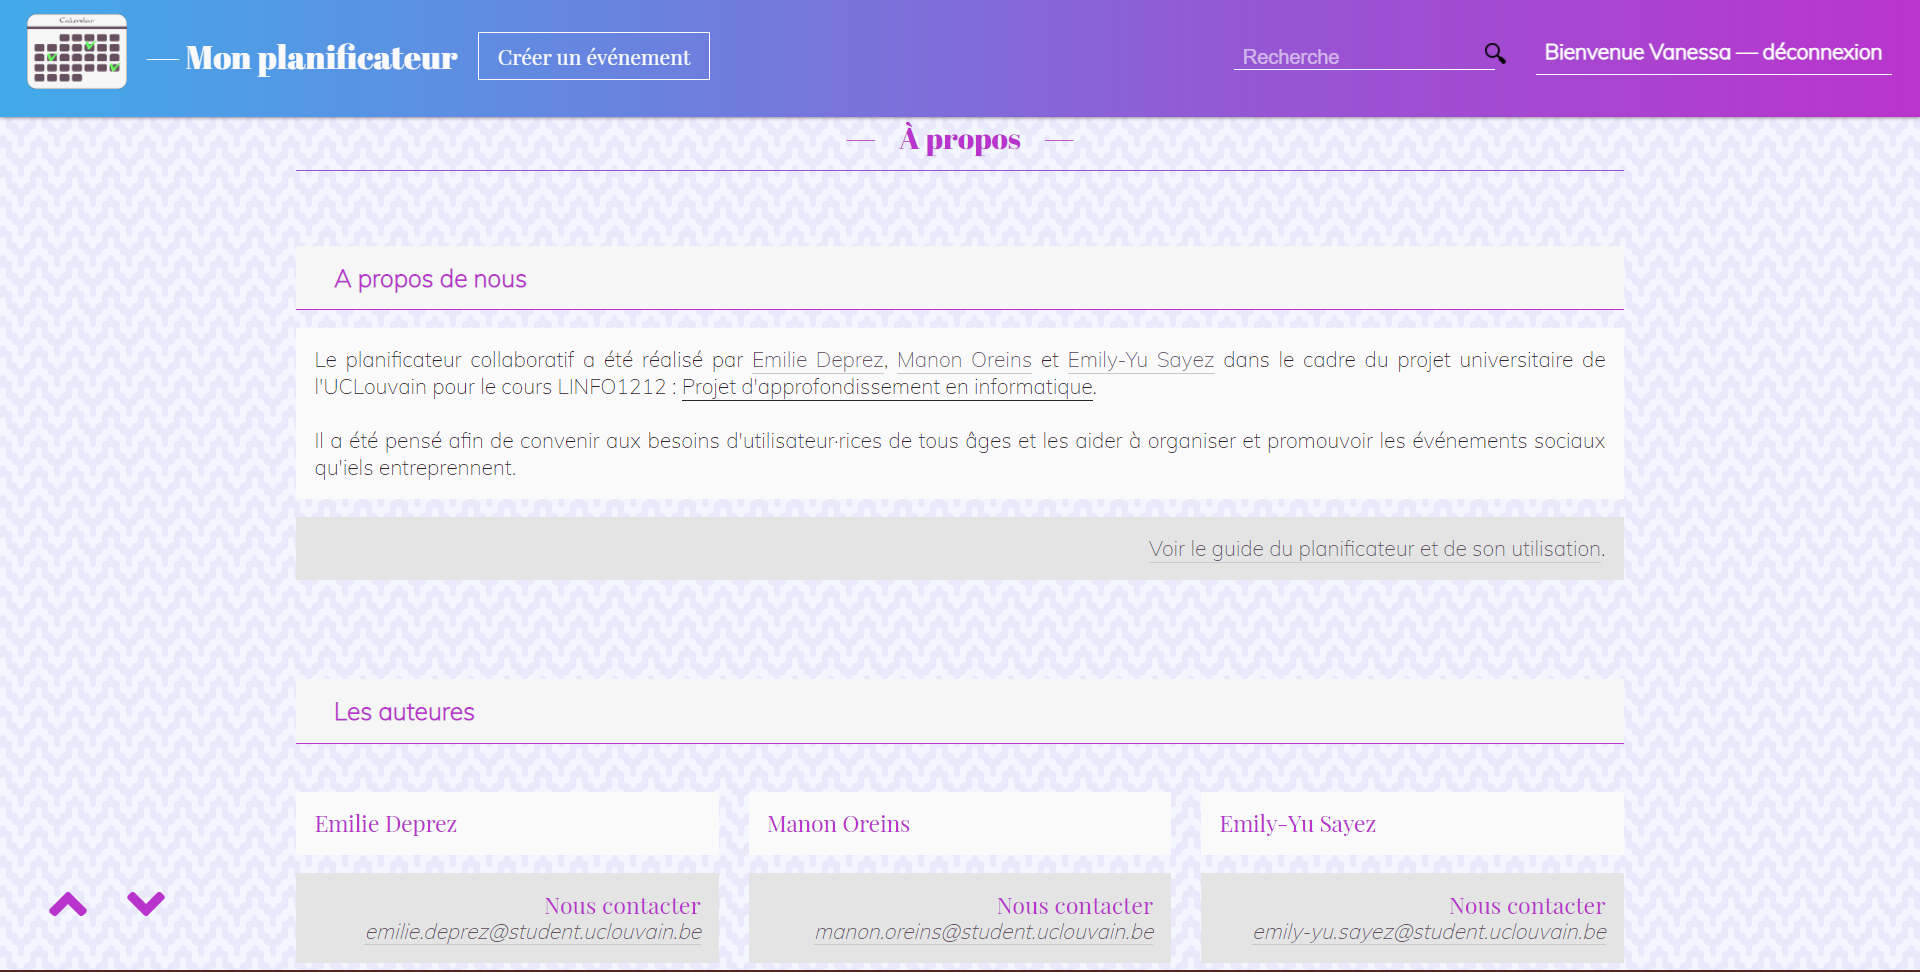 Calendar
— Mon planificateur
Créer un événement
Recherche
Bienvenue Vanessa — déconnexion
— À propos —
A propos de nous
Le planificateur collaboratif a été réalisé par Emilie Deprez, Manon Oreins et Emily-Yu Sayez dans le cadre du projet universitaire de
l'UCLouvain pour le cours LINFO1212 : Projet d'approfondissement en informatique.
Il a été pensé afin de convenir aux besoins d'utilisateur·rices de tous âges et les aider à organiser et promouvoir les événements sociaux
qu'iels entreprennent.
Voir le guide du planificateur et de son utilisation.
Les auteures
Emilie Deprez
Nous contacter
emilie.deprez@student.uclouvain.be
Manon Oreins
Nous contacter
manon.oreins@student.uclouvain.be
Emily-Yu Sayez
Nous contacter
emily-yu.sayez@student.uclouvain.be